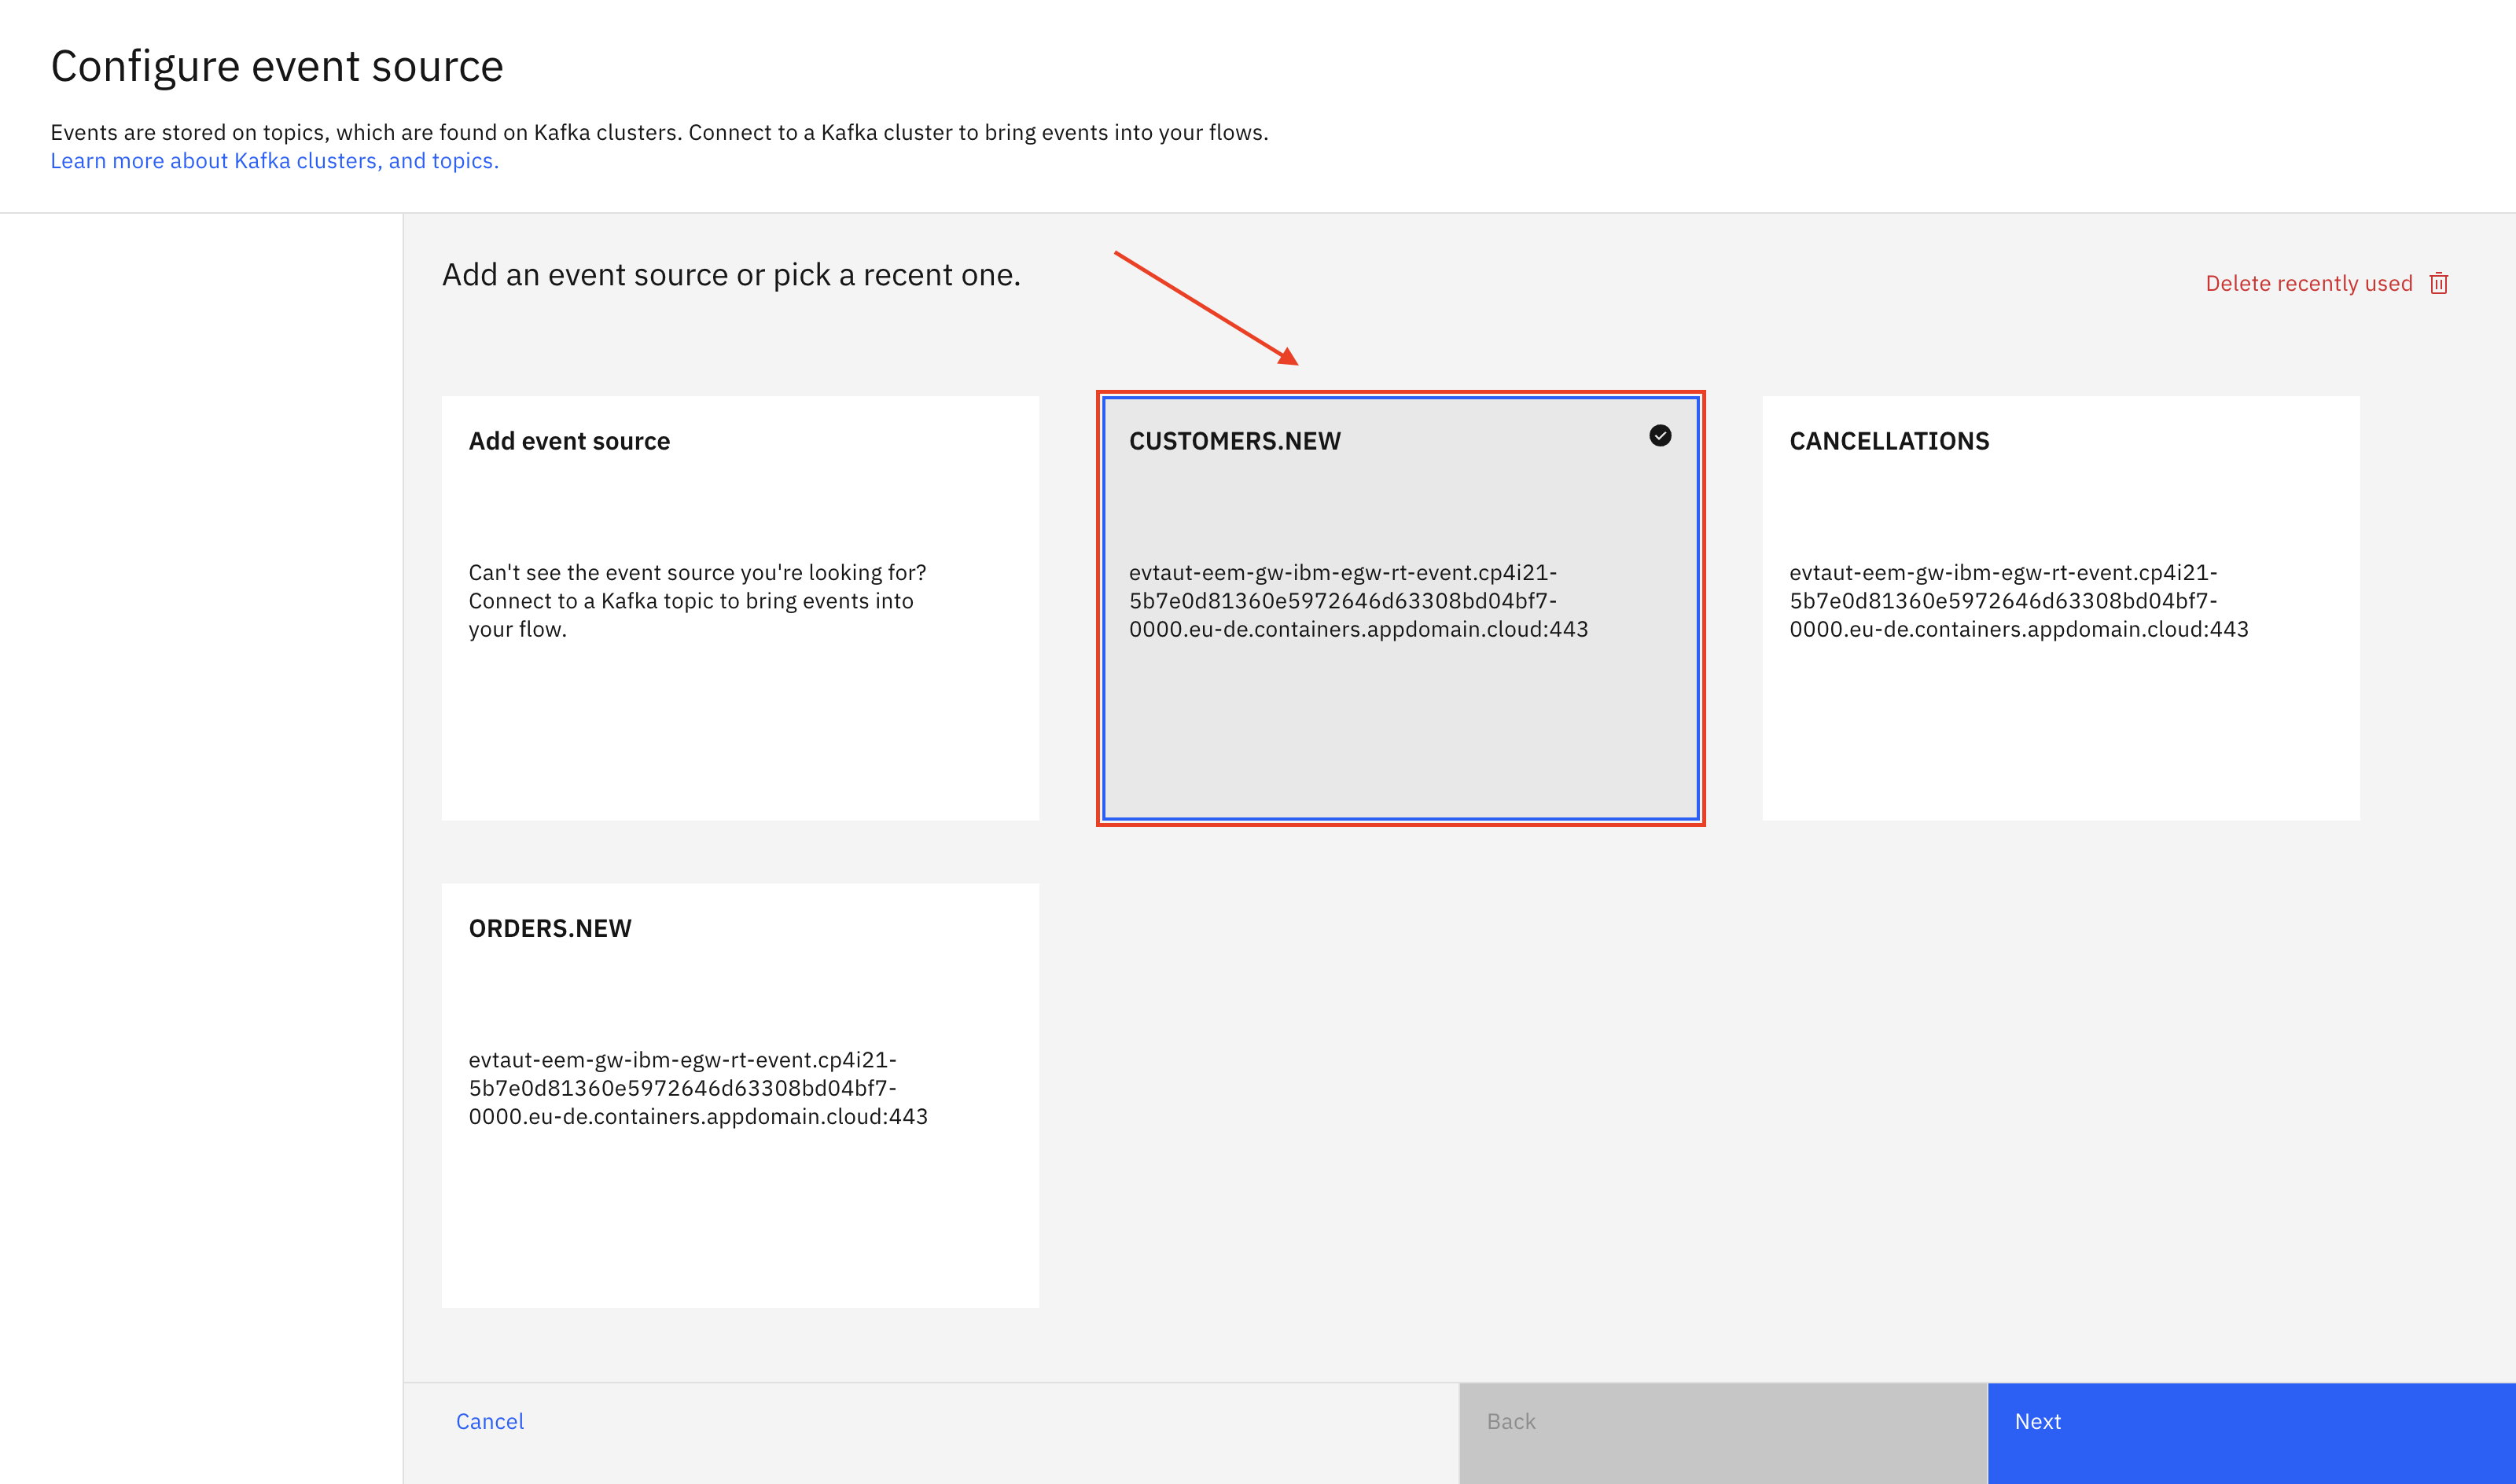 Configure event source
Events are stored on topics, which are found on Kafka clusters. Connect to a Kafka cluster to bring events into your flows.
Learn more about Kafka clusters, and topics.
Add an event source or pick a recent one.
Delete recently used
Add event source
Can't see the event source you're looking for?
Connect to a Kafka topic to bring events into
your flow.
CUSTOMERS.NEW
evtaut-eem-gw-ibm-egw-rt-event.cp4i21-
5b7e0d81360e5972646d63308bd04bf7-
0000.eu-de.containers.appdomain.cloud:443
CANCELLATIONS
evtaut-eem-gw-ibm-egw-rt-event.cp4i21-
5b7e0d81360e5972646d63308bd04bf7-
0000.eu-de.containers.appdomain.cloud:443
ORDERS.NEW
evtaut-eem-gw-ibm-egw-rt-event.cp4i21-
5b7e0d81360e5972646d63308bd04bf7-
0000.eu-de.containers.appdomain.cloud:443
Cancel
Back
Next